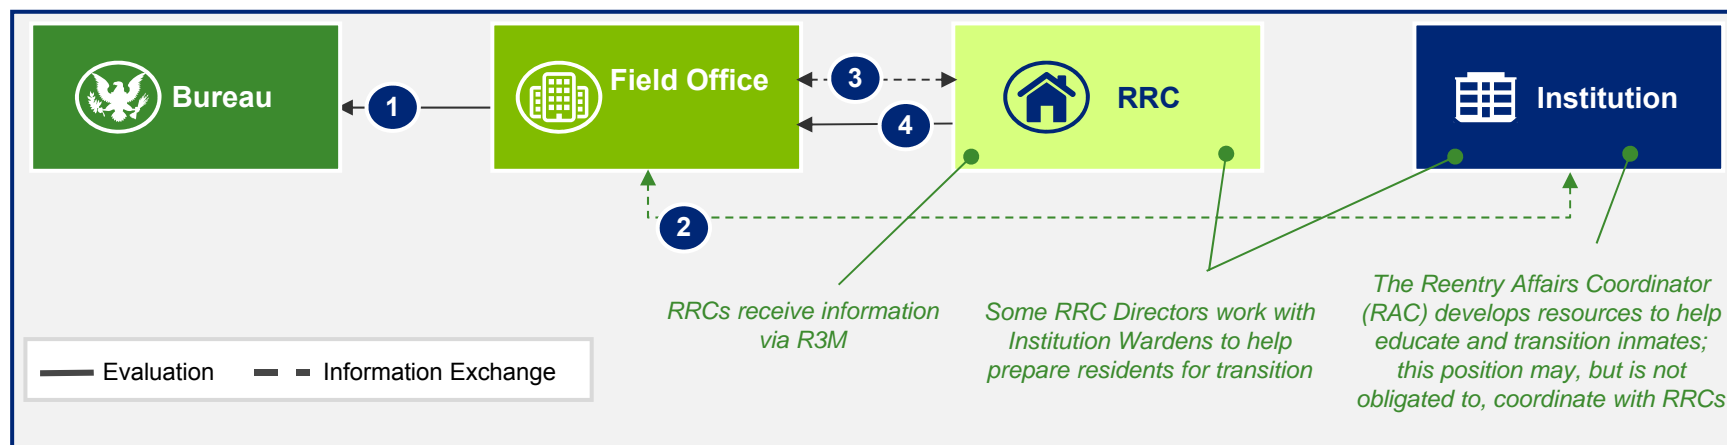 Bureau
1
Field Office
3
4
RRC
Institution
2
RRCs receive information
via R3M
Some RRC Directors work with
Institution Wardens to help
prepare residents for transition
The Reentry Affairs Coordinator
(RAC) develops resources to help
educate and transition inmates;
this position may, but is not
obligated to, coordinate with RRCs
Evaluation
Information Exchange